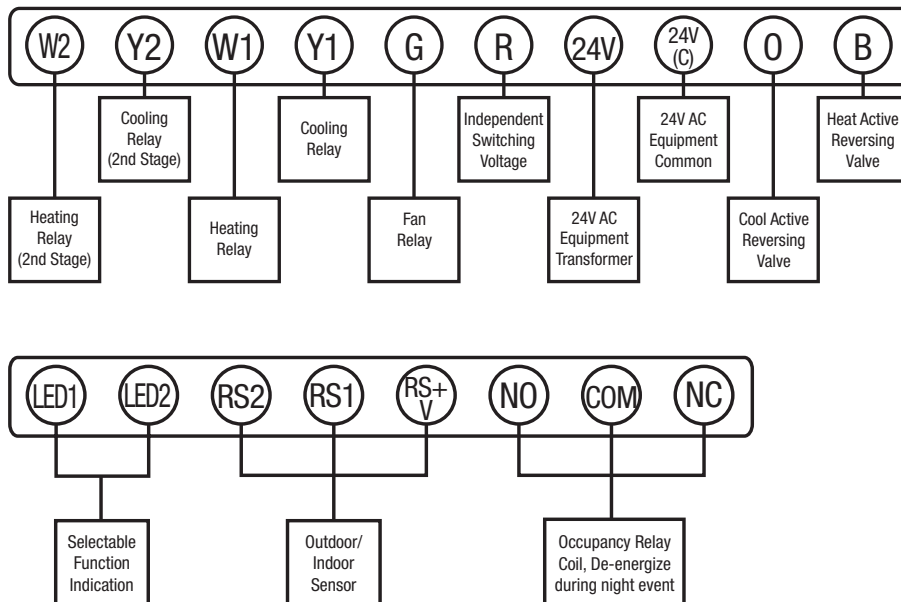 W2 Y2 W1 Y1 G R 24V 24V (C) O B
Cooling
Relay
(2nd Stage)
Cooling
Relay
Independent
Switching
Voltage
24V AC
Equipment
Common
Heat Active
Reversing
Valve
Heating
Relay
(2nd Stage)
Heating
Relay
Fan
Relay
24V AC
Equipment
Transformer
Cool Active
Reversing
Valve
LED1 LED2 RS2 RS1 RS+ V NO COM NC
Selectable
Function
Indication
Outdoor/
Indoor
Sensor
Occupancy Relay
Coil, De-energize
during night event